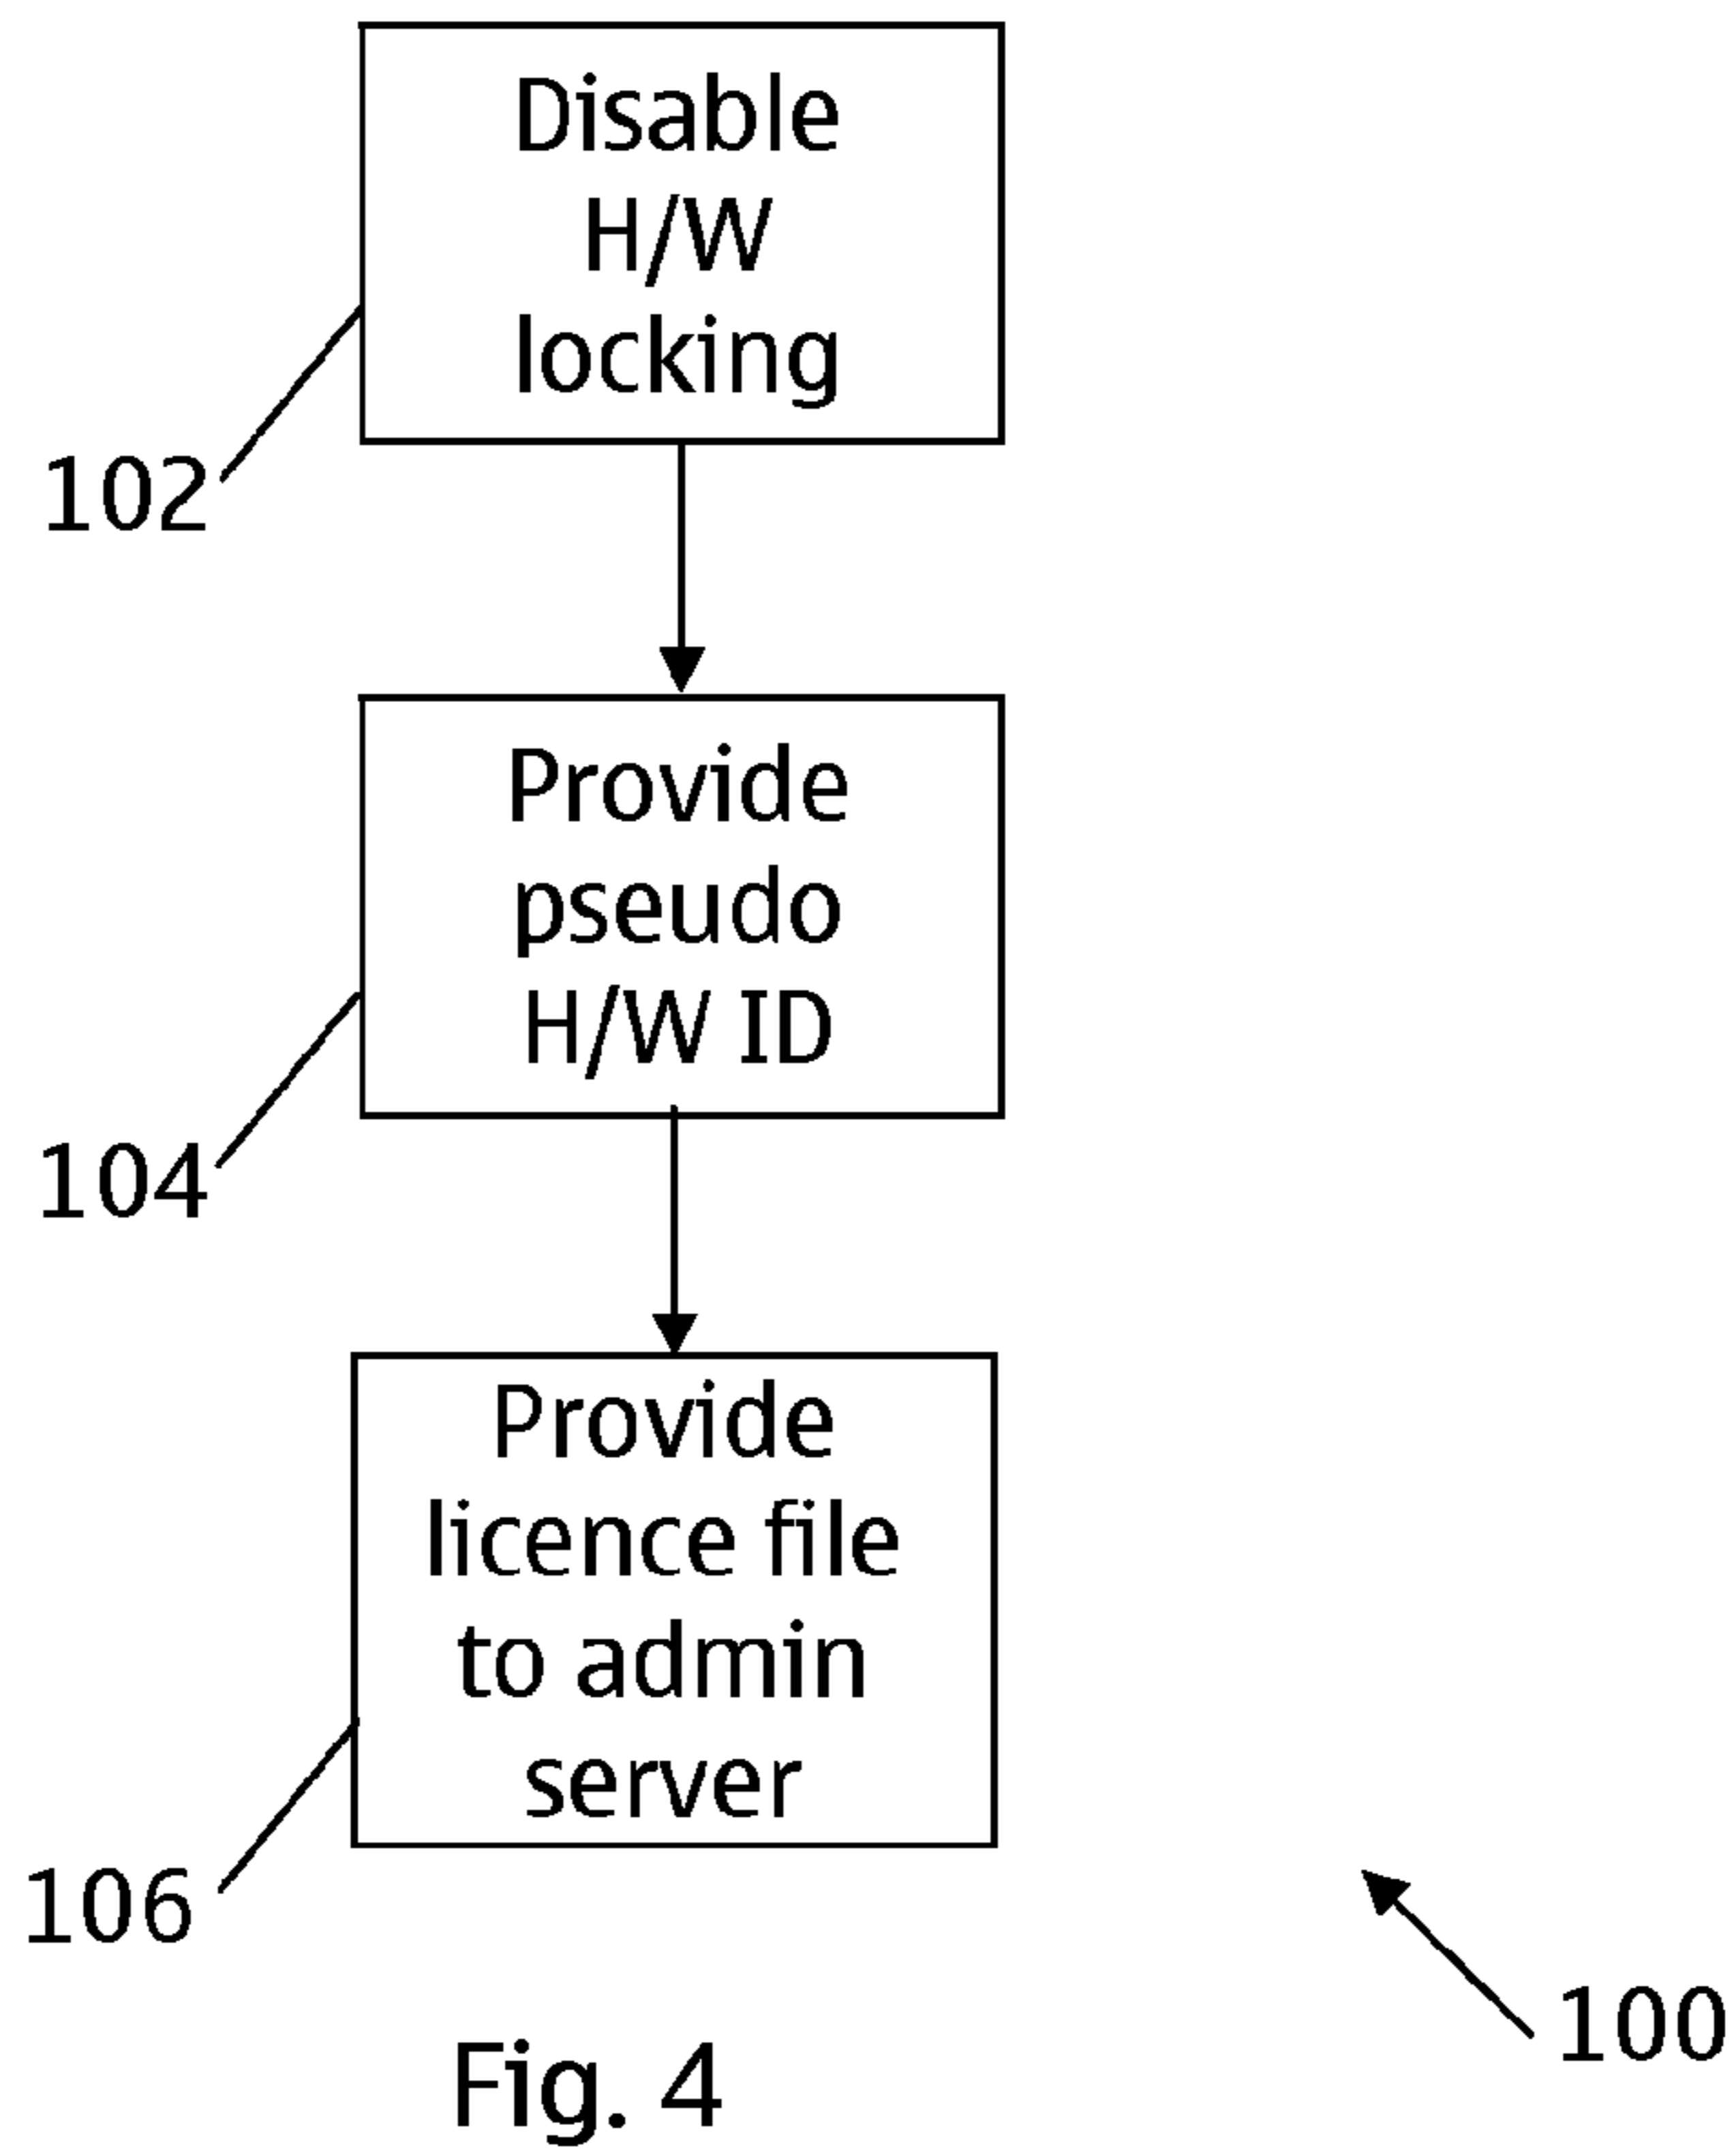 Disable
H/W
locking
102
Provide
pseudo
H/W ID
104
Provide
licence file
to admin
server
106
100
Fig. 4